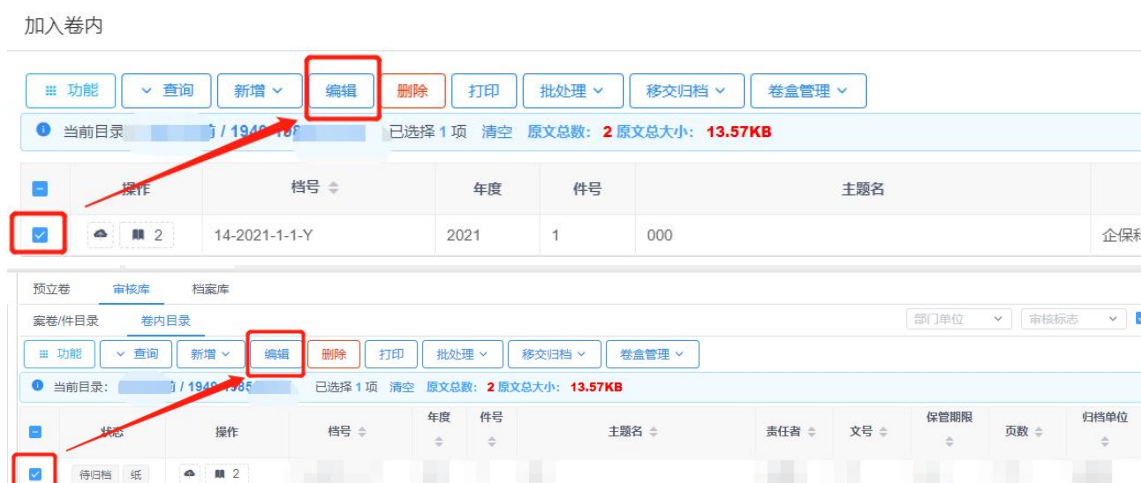 加入卷内
功能 查询 新增 编辑 删除 打印 批处理 移交归档 卷盒管理
当前目录 前 / 1949-198 已选择 1 项 清空 原文总数: 2 原文总大小: 13.57KB
操作 档号 年度 件号 主题名
2 14-2021-1-1-Y 2021 1 000 企保科
预立卷 审核库 档案库
案卷/件目录 卷内目录 部门单位 审核标志
功能 查询 新增 编辑 删除 打印 批处理 移交归档 卷盒管理
当前目录: 前 / 1949-1985 已选择 1 项 清空 原文总数: 2 原文总大小: 13.57KB
状态 操作 档号 年度 件号 主题名 责任者 文号 保管期限 页数 归档单位
待归档 纸 2